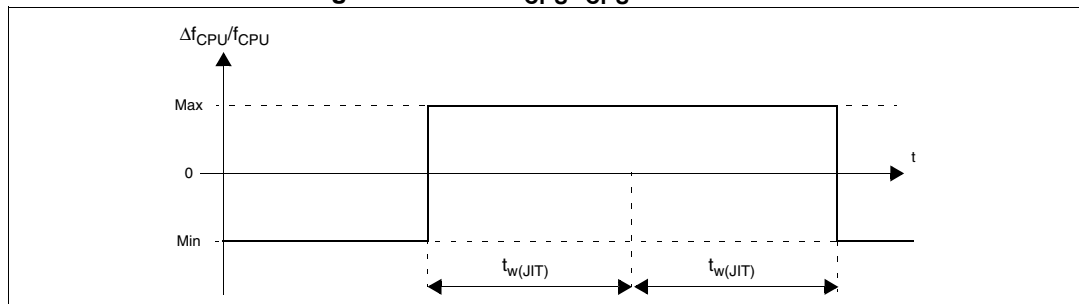 Δf_CPU/f_CPU
Max
t
0
Min
t_w(JIT) t_w(JIT)